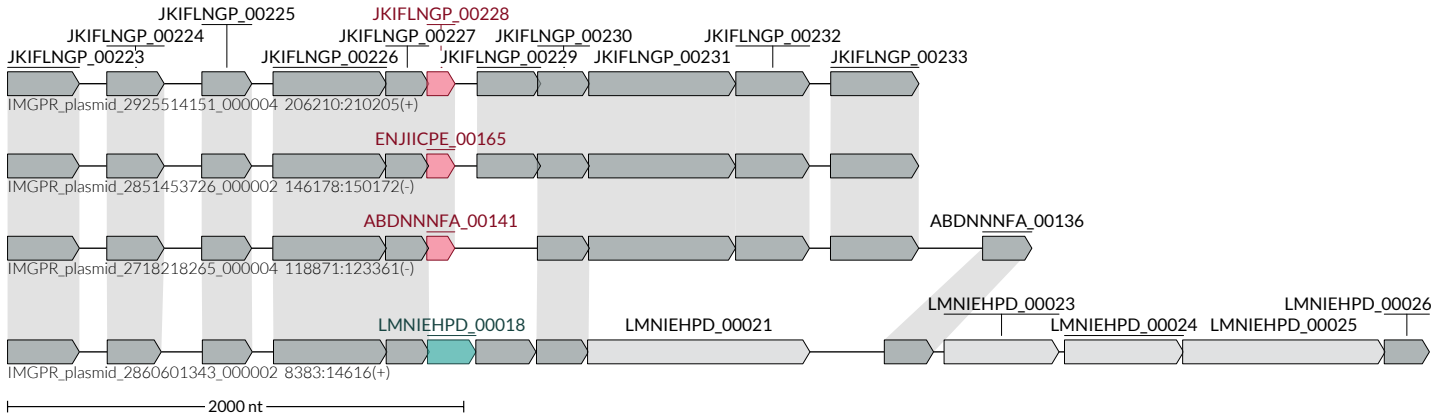 JKIFLNGP_00225 JKIFLNGP_00228
JKIFLNGP_00224 JKIFLNGP_00227 JKIFLNGP_00230 JKIFLNGP_00232
JKIFLNGP_00223 JKIFLNGP_00226 JKIFLNGP_00229 JKIFLNGP_00231 JKIFLNGP_00233
IMGPR_plasmid_2925514151_000004 206210:210205(+)
ENJIICPE_00165
IMGPR_plasmid_2851453726_000002 146178:150172(-)
ABDNNNFA_00141 ABDNNNFA_00136
IMGPR_plasmid_2718218265_000004 118871:123361(-)
LMNIEHPD_00023 LMNIEHPD_00026
LMNIEHPD_00018 LMNIEHPD_00021 LMNIEHPD_00024 LMNIEHPD_00025
IMGPR_plasmid_2860601343_000002 8383:14616(+)
2000 nt